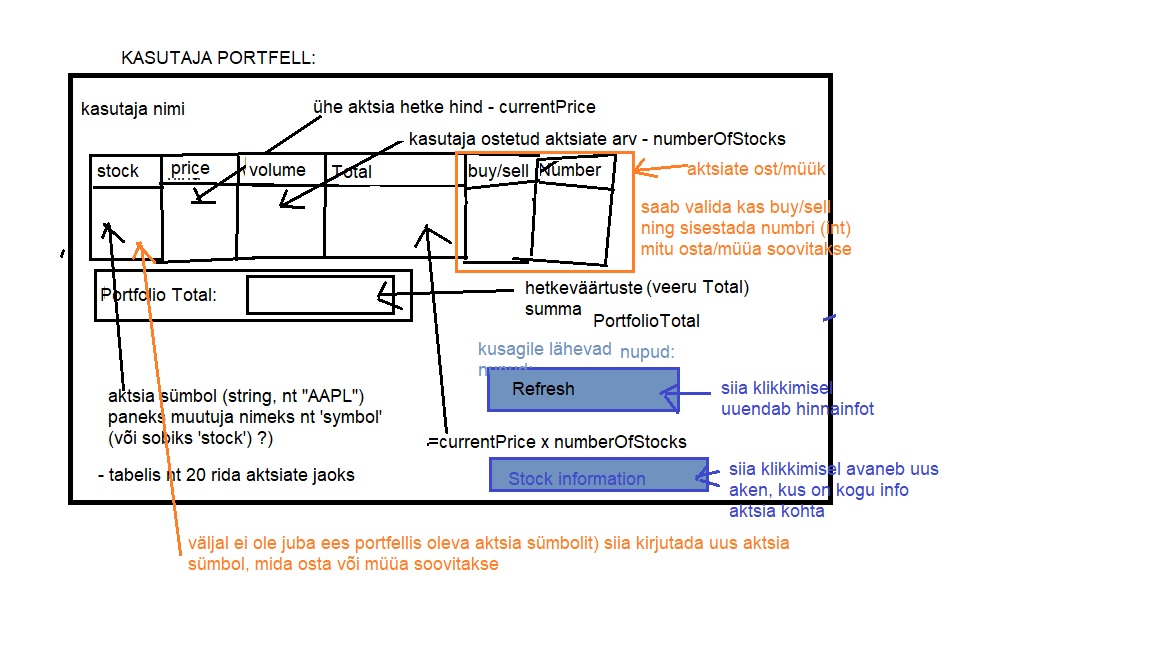 KASUTAJA PORTFELL:
kasutaja nimi
ühe aktsia hetke hind - currentPrice
kasutaja ostetud aktsiate arv - numberOfStocks
stock
price
volume
Total
buy/sell
Number
aktsiate ost/müük
saab valida kas buy/sell
ning sisestada numbri (int)
mitu osta/müüa soovitakse
Portfolio Total:
hetkeväärtuste (veeru Total)
summa
PortfolioTotal
kusagile lähevad nupud:
nupud:
Refresh
siia klikkimisel
uuendab hinnainfot
aktsia sümbol (string, nt "AAPL")
paneks muutuja nimeks nt 'symbol'
(või sobiks 'stock') ?)
=currentPrice x numberOfStocks
- tabelis nt 20 rida aktsiate jaoks
Stock information
siia klikkimisel avaneb uus
aken, kus on kogu info
aktsia kohta
väljal ei ole juba ees portfellis oleva aktsia sümbolit) siia kirjutada uus aktsia
sümbol, mida osta või müüa soovitakse